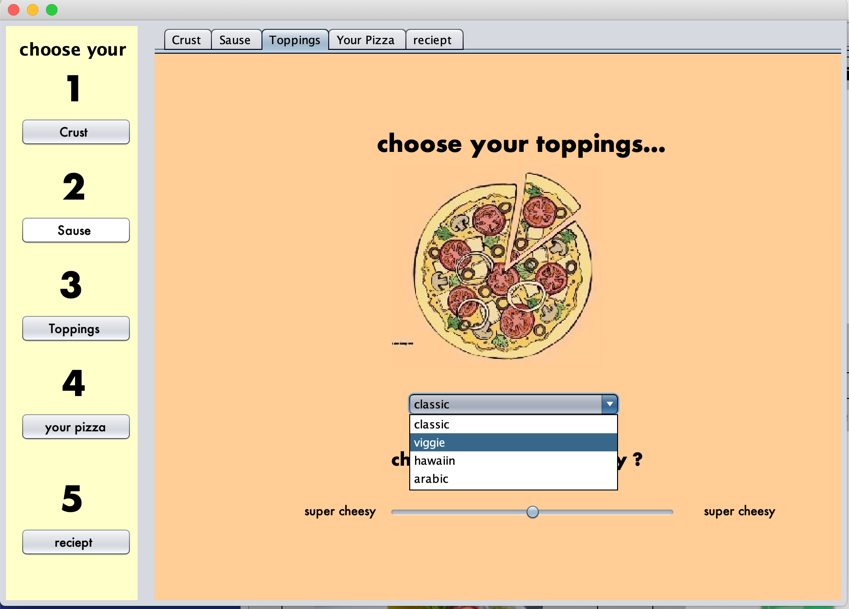 choose your
1
Crust
2
Sause
3
Toppings
4
your pizza
5
reciept
Crust Sause Toppings Your Pizza reciept
choose your toppings...
classic
classic
viggie
hawaiin
arabic
ch y ?
super cheesy super cheesy